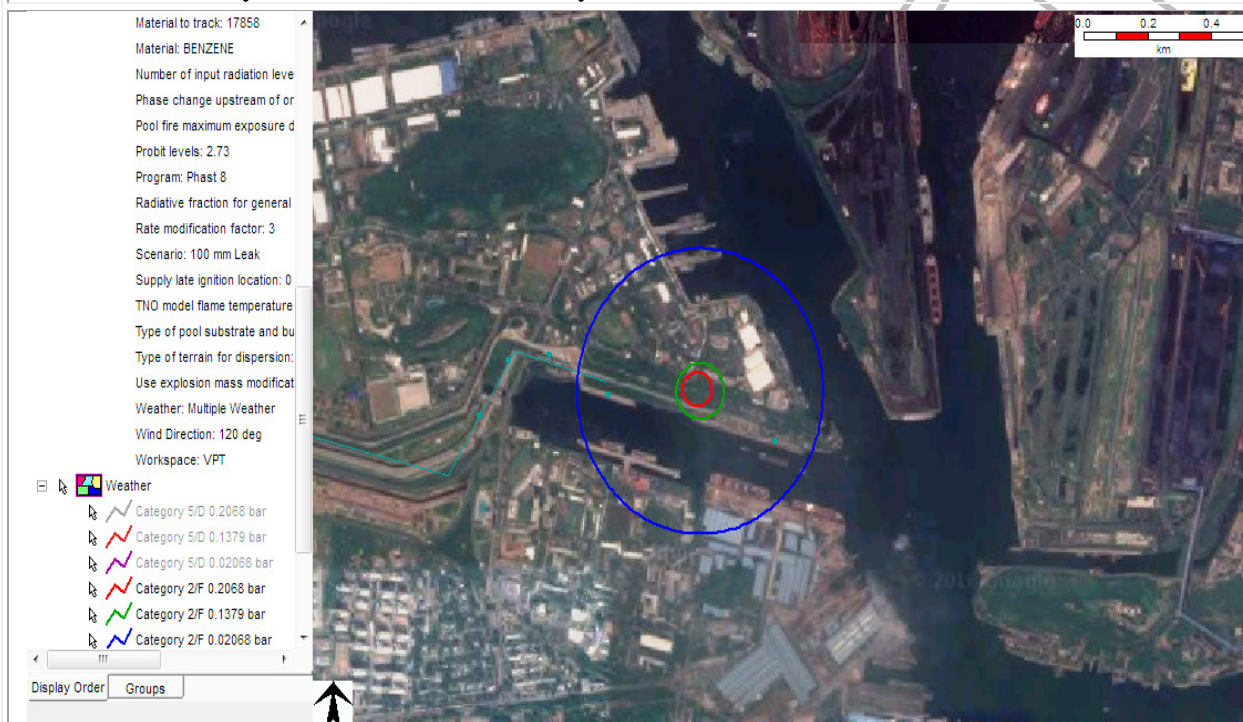 Material to track: 17858
Material: BENZENE
Number of input radiation leve
Phase change upstream of or
Pool fire maximum exposure d
Probit levels: 2.73
Program: Phast 8
Radiative fraction for general
Rate modification factor: 3
Scenario: 100 mm Leak
Supply late ignition location: 0
TNO model flame temperature
Type of pool substrate and bu
Type of terrain for dispersion:
Use explosion mass modificat
Weather: Multiple Weather
Wind Direction: 120 deg
Workspace: VPT
Weather
Category 5/D 0.2068 bar
Category 5/D 0.1379 bar
Category 5/D 0.02068 bar
Category 2/F 0.2068 bar
Category 2/F 0.1379 bar
Category 2/F 0.02068 bar
Display Order Groups
0.0 0.2 0.4
km